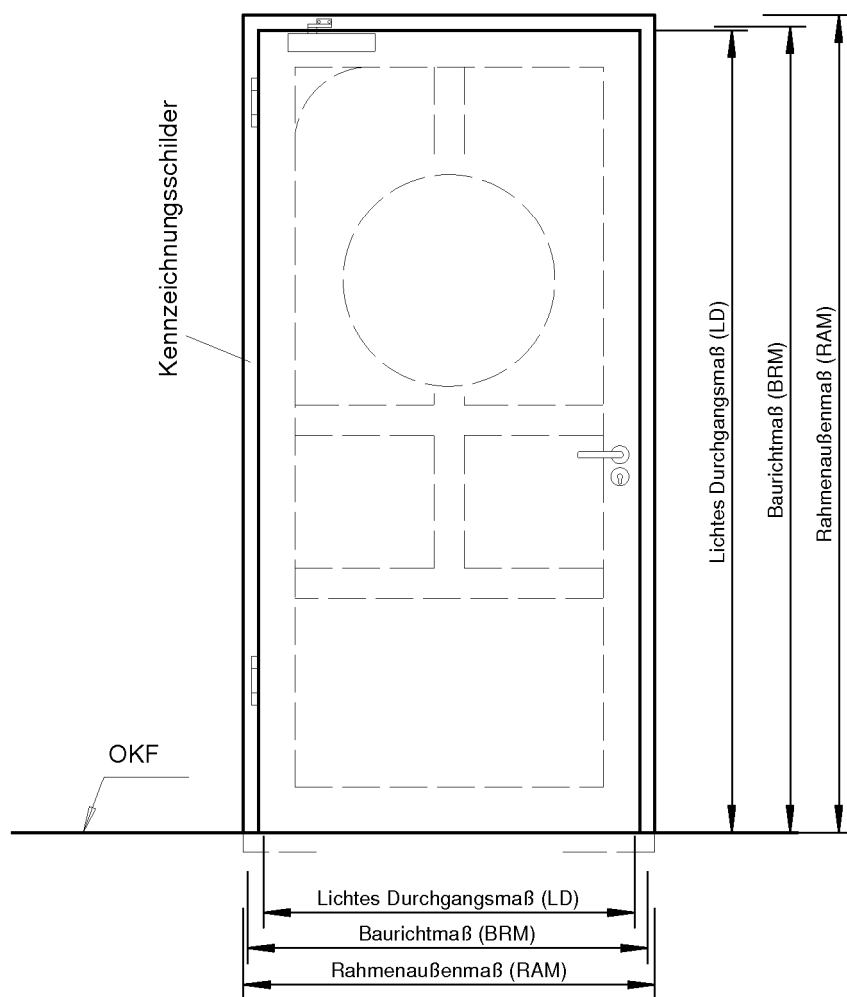 Kennzeichnungsschilder
Lichtes Durchgangsmaß (LD)
Baurichtmaß (BRM)
Rahmenaußenmaß (RAM)
OKF
Lichtes Durchgangsmaß (LD)
Baurichtmaß (BRM)
Rahmenaußenmaß (RAM)